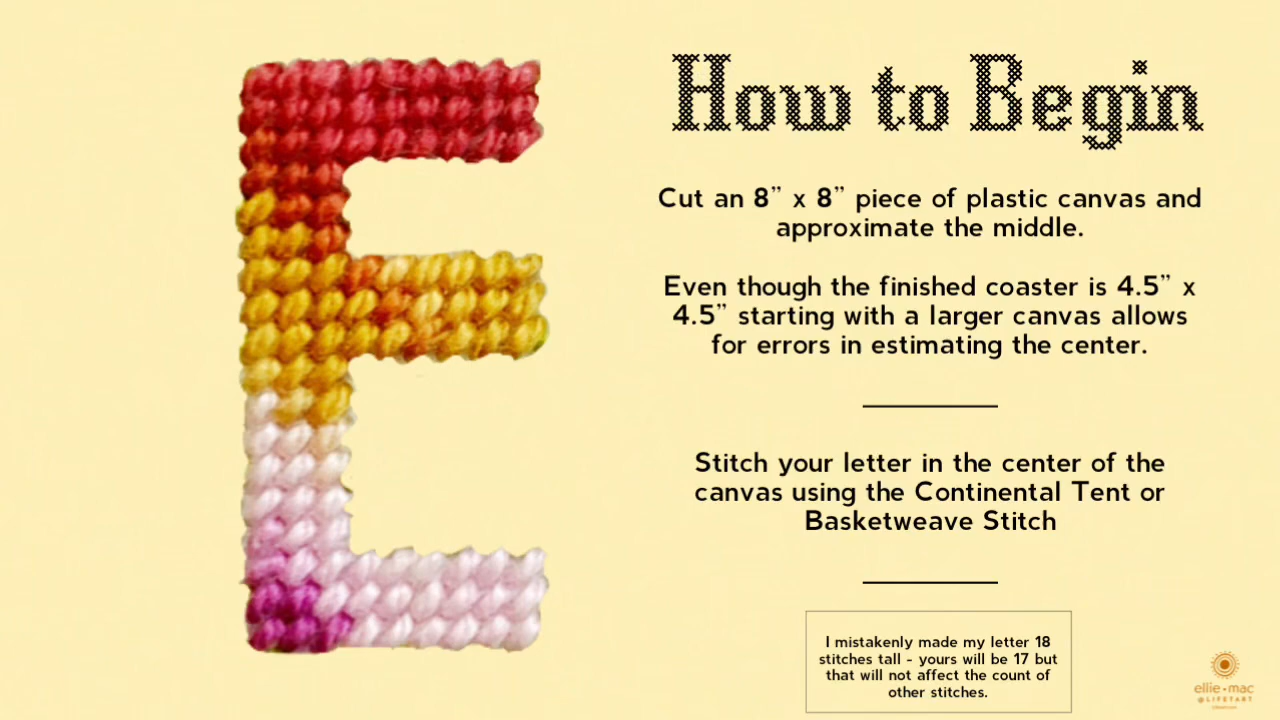 How to Begin
Cut an 8” x 8” piece of plastic canvas and
approximate the middle.
Even though the finished coaster is 4.5” x
4.5” starting with a larger canvas allows
for errors in estimating the center.
Stitch your letter in the center of the
canvas using the Continental Tent or
Basketweave Stitch
I mistakenly made my letter 18
stitches tall - yours will be 17 but
that will not affect the count of
other stitches.
ellie•mac
@LIFETART